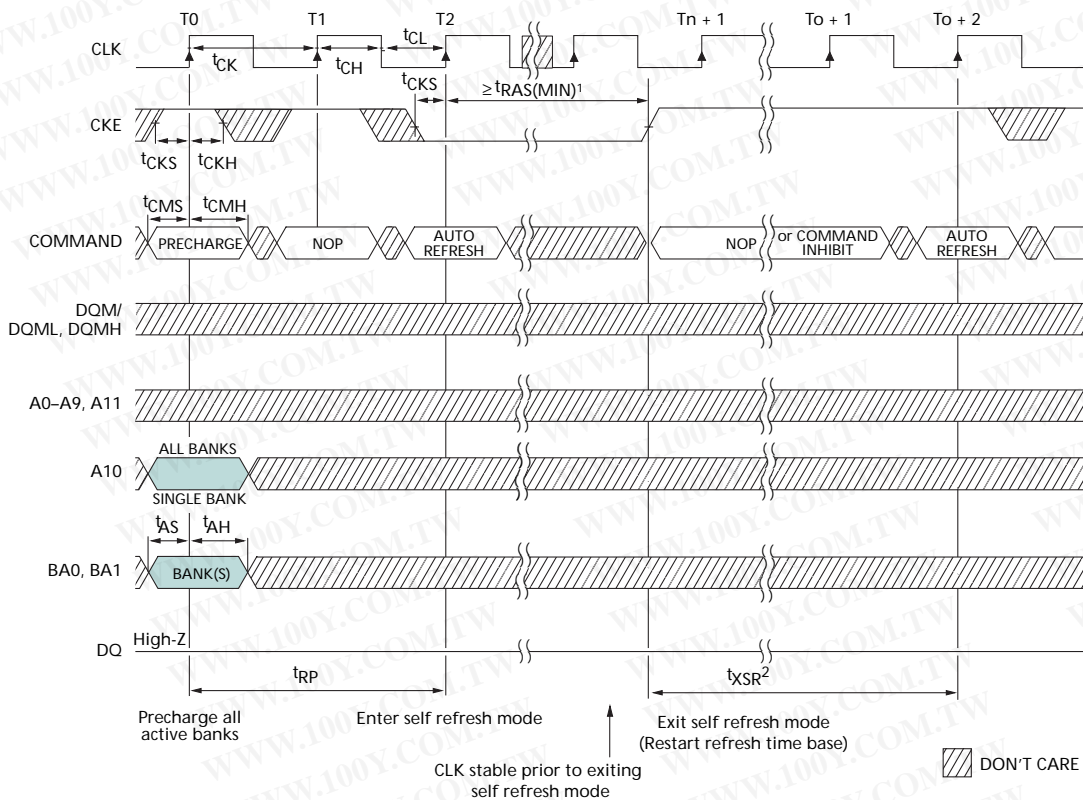 T0 T1 T2 Tn + 1 To + 1 To + 2
CLK
tCK tCH tCL
tCKS ≥ tRAS(MIN)¹
CKE
tCKS tCKH
tCMS tCMH
COMMAND PRECHARGE NOP AUTO REFRESH NOP or COMMAND INHIBIT AUTO REFRESH
DQM/
DQML, DQMH
A0–A9, A11
ALL BANKS
A10
SINGLE BANK
tAS tAH
BA0, BA1 BANK(S)
High-Z
DQ
tRP tXSR²
Precharge all
active banks
Enter self refresh mode
CLK stable prior to exiting
self refresh mode
Exit self refresh mode
(Restart refresh time base)
DON'T CARE
WWW.100Y.COM.TW